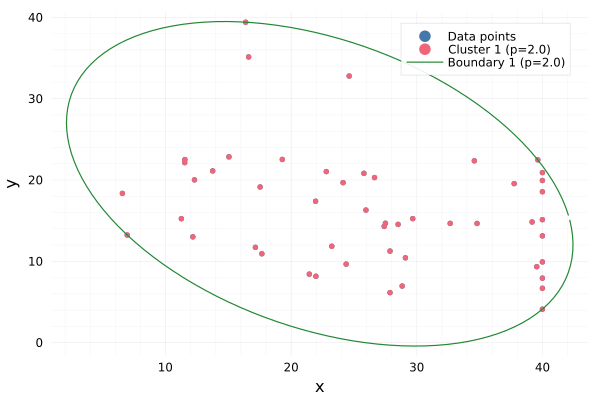 40
30
20
10
0
y
Data points
Cluster 1 (p=2.0)
Boundary 1 (p=2.0)
10 20 30 40
x